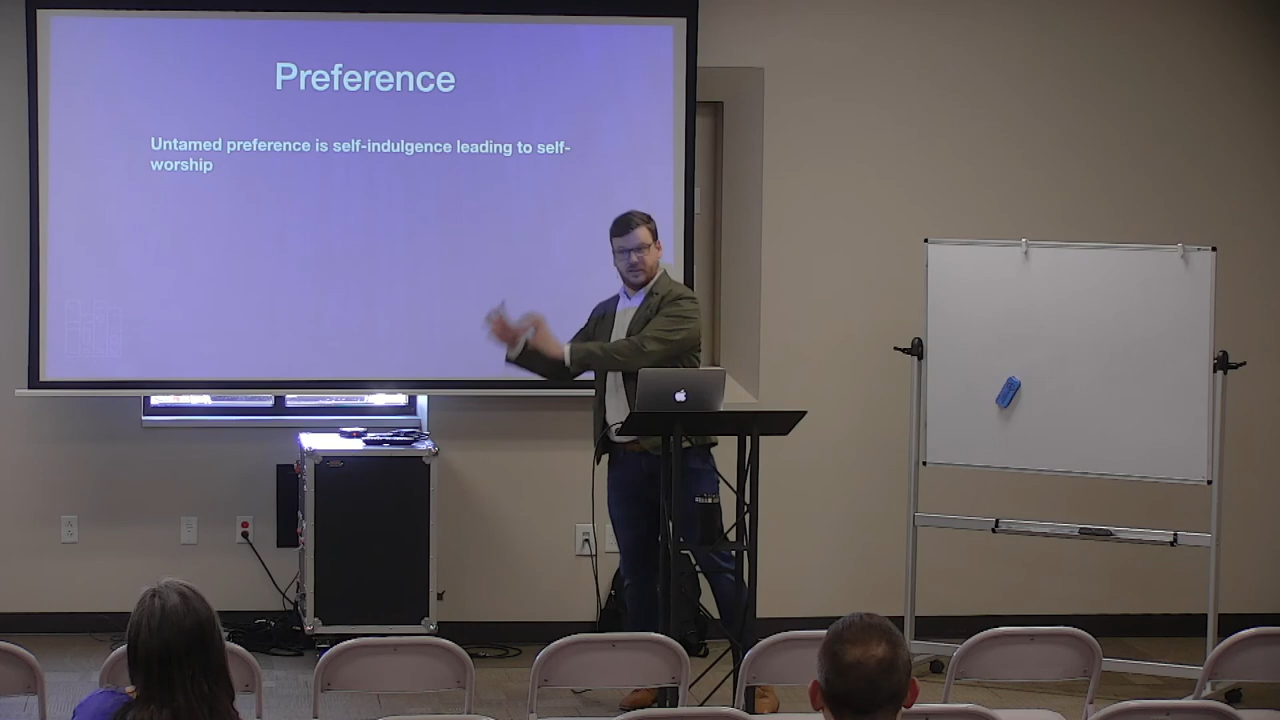 Preference
Untamed preference is self-indulgence leading to self-
worship